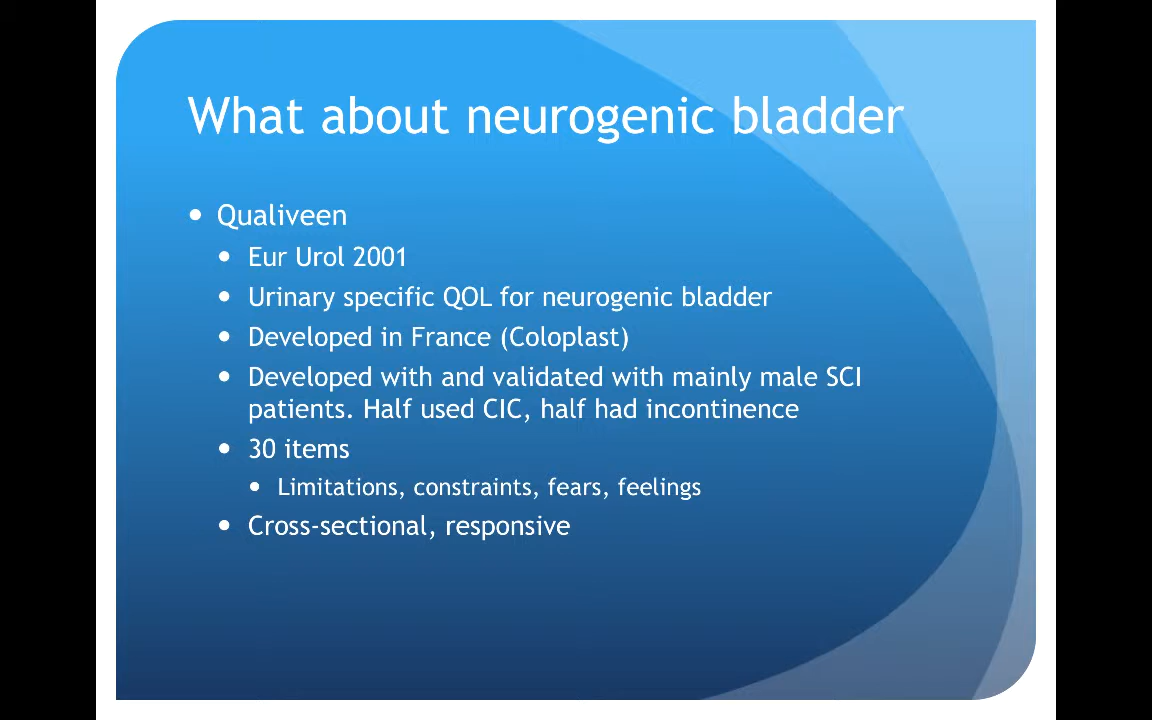 What about neurogenic bladder
• Qualiveen
• Eur Urol 2001
• Urinary specific QOL for neurogenic bladder
• Developed in France (Coloplast)
• Developed with and validated with mainly male SCI
patients. Half used CIC, half had incontinence
• 30 items
• Limitations, constraints, fears, feelings
• Cross-sectional, responsive